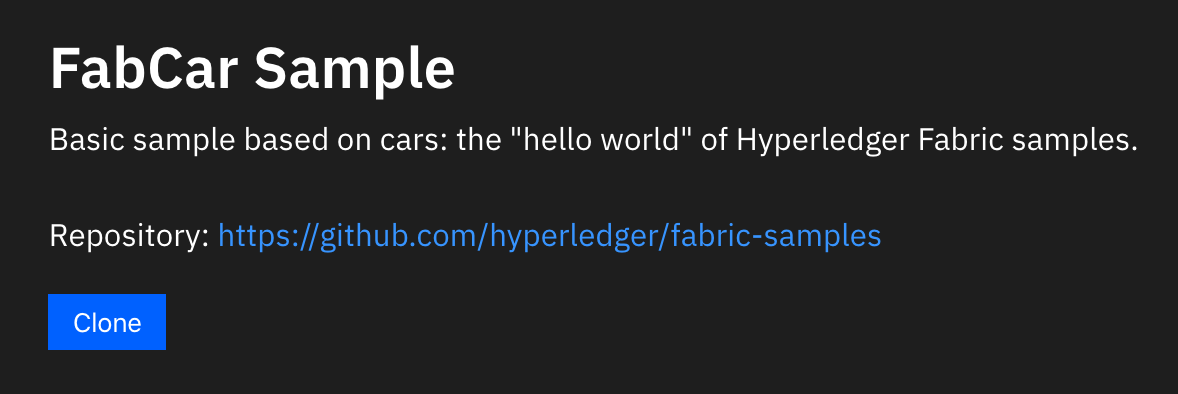 FabCar Sample
Basic sample based on cars: the "hello world" of Hyperledger Fabric samples.
Repository: https://github.com/hyperledger/fabric-samples
Clone